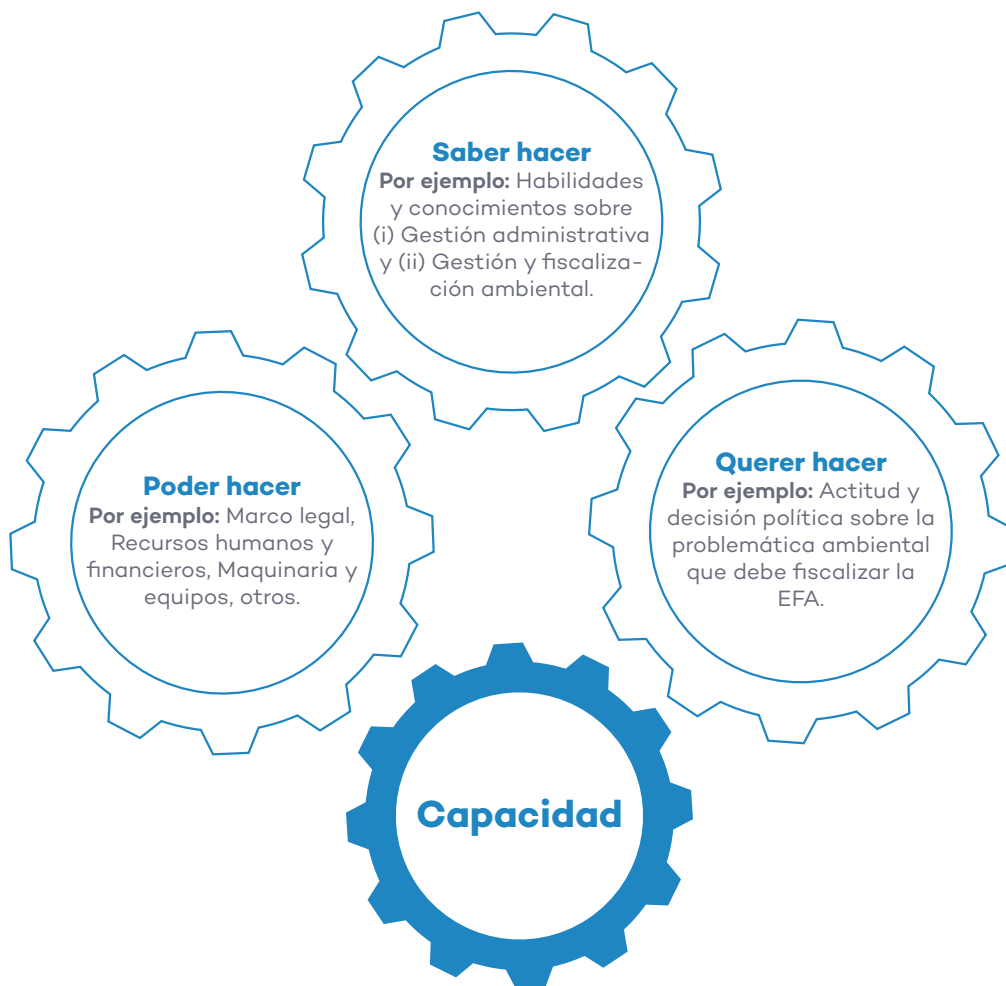 Saber hacer
Por ejemplo: Habilidades
y conocimientos sobre
(i) Gestión administrativa
y (ii) Gestión y fiscaliza-
ción ambiental.
Poder hacer
Por ejemplo: Marco legal,
Recursos humanos y
financieros, Maquinaria y
equipos, otros.
Querer hacer
Por ejemplo: Actitud y
decisión política sobre la
problemática ambiental
que debe fiscalizar la
EFA.
Capacidad